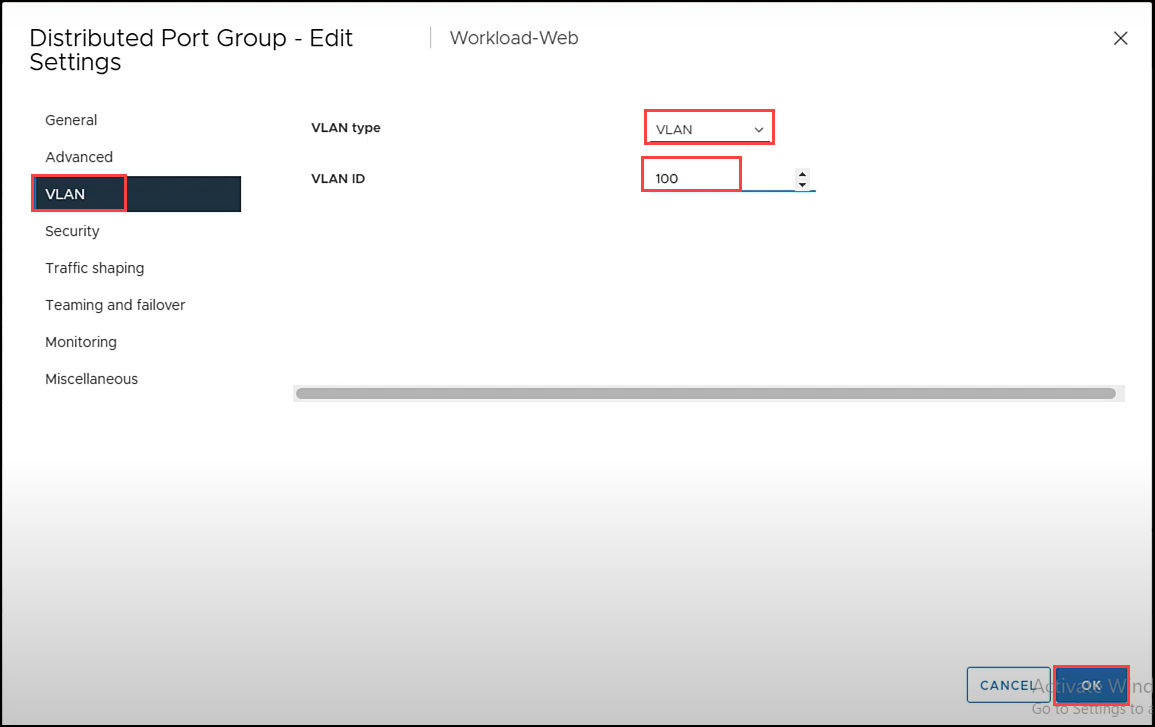 Distributed Port Group - Edit
Settings
Workload-Web
General
Advanced
VLAN
Security
Traffic shaping
Teaming and failover
Monitoring
Miscellaneous
VLAN type
VLAN
VLAN ID
100
CANCEL
OK
Activate Wind
Go to Settings to a